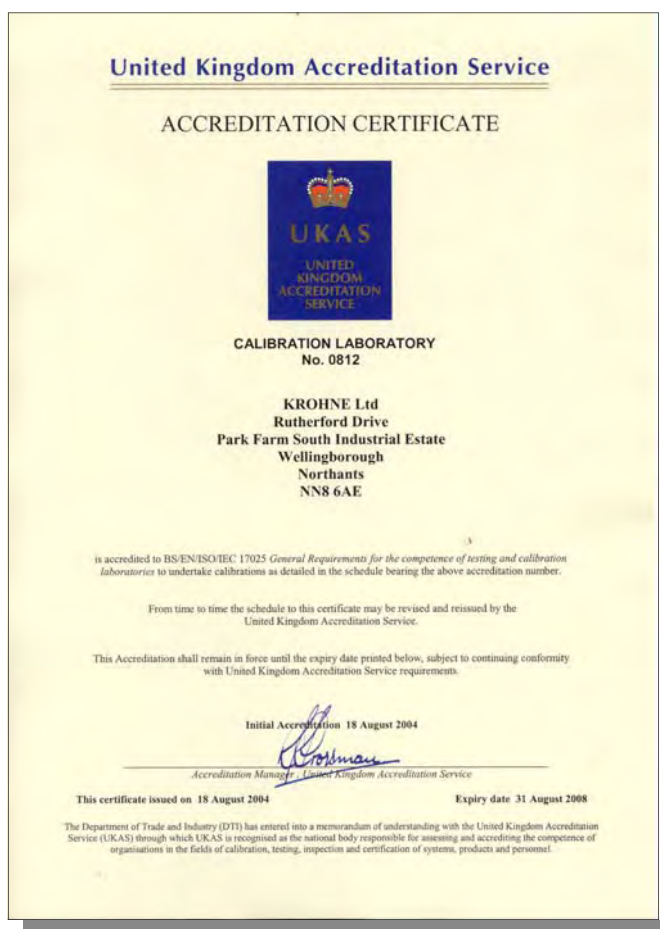 United Kingdom Accreditation Service
ACCREDITATION CERTIFICATE
UKAS
UNITED
KINGDOM
ACCREDITATION
SERVICE
CALIBRATION LABORATORY
No. 0812
KROHNE Ltd
Rutherford Drive
Park Farm South Industrial Estate
Wellingborough
Northants
NN8 6AE
is accredited to BS/EN/ISO/IEC 17025 General Requirements for the competence of testing and calibration
laboratories to undertake calibrations as detailed in the schedule bearing the above accreditation number.
From time to time the schedule to this certificate may be revised and reissued by the
United Kingdom Accreditation Service.
This Accreditation shall remain in force until the expiry date printed below, subject to continuing conformity
with United Kingdom Accreditation Service requirements.
Initial Accreditation 18 August 2004
Accreditation Manager, United Kingdom Accreditation Service
This certificate issued on 18 August 2004
Expiry date 31 August 2008
The Department of Trade and Industry (DTI) has entered into a memorandum of understanding with the United Kingdom Accreditation
Service (UKAS) through which UKAS is recognised as the national body responsible for assessing and accrediting the competence of
organisations in the fields of calibration, testing, inspection and certification of systems, products and personnel.